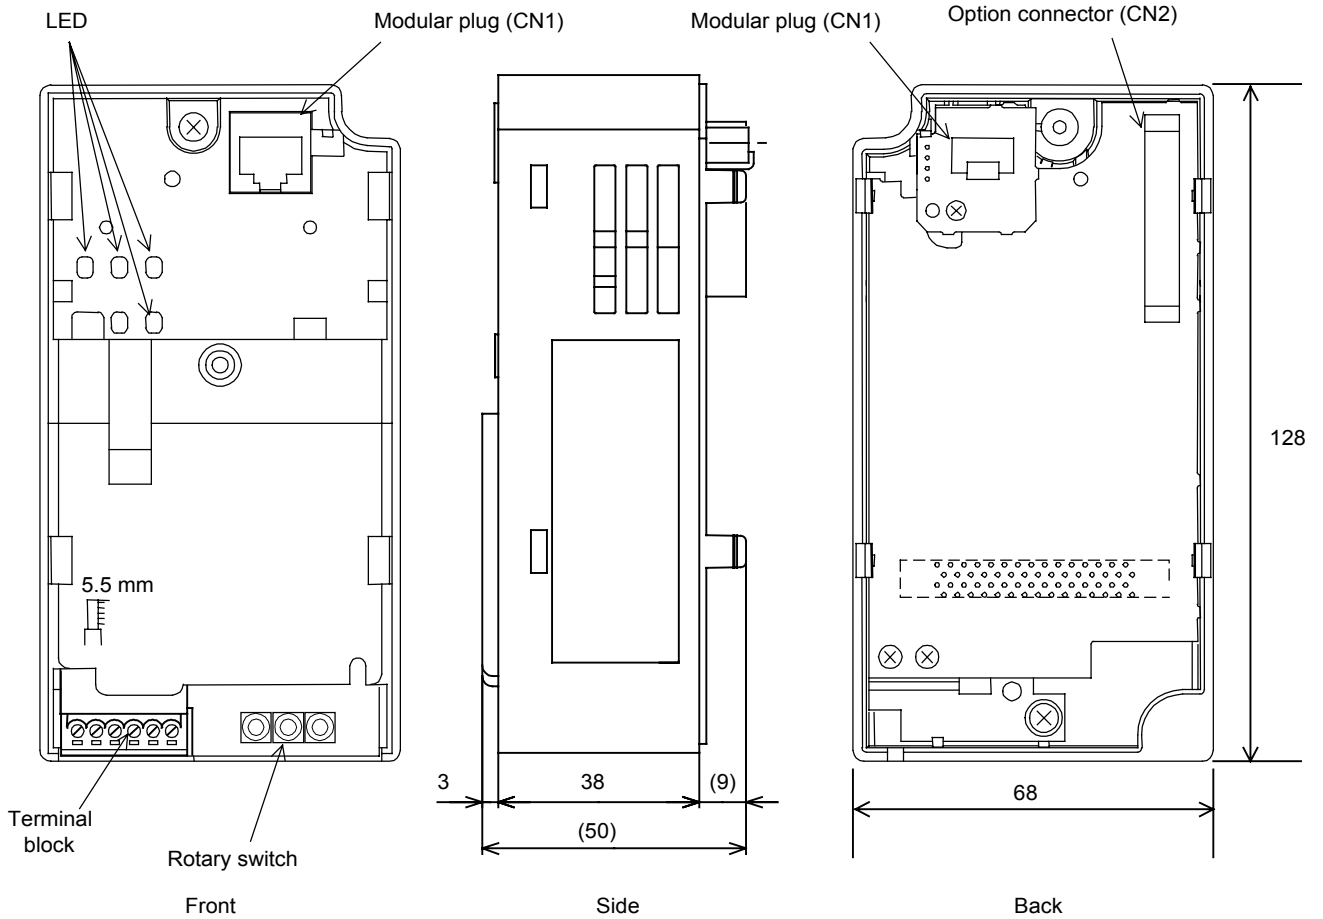 LED
Modular plug (CN1)
Modular plug (CN1)
Option connector (CN2)
128
5.5 mm
3
38
(9)
68
(50)
Terminal
block
Rotary switch
Front
Side
Back